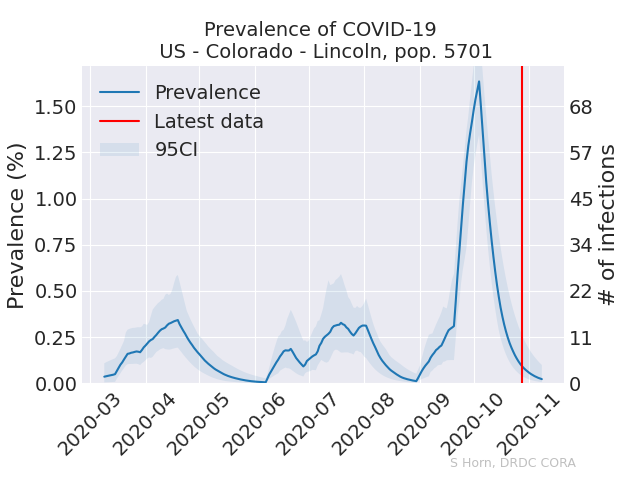 Prevalence of COVID-19
US - Colorado - Lincoln, pop. 5701
Prevalence
Latest data
95CI
Prevalence (%)
1.50
1.25
1.00
0.75
0.50
0.25
0.00
68
57
45
34
22
11
0
# of infections
2020-03
2020-04
2020-05
2020-06
2020-07
2020-08
2020-09
2020-10
2020-11
S Horn, DRDC CORA